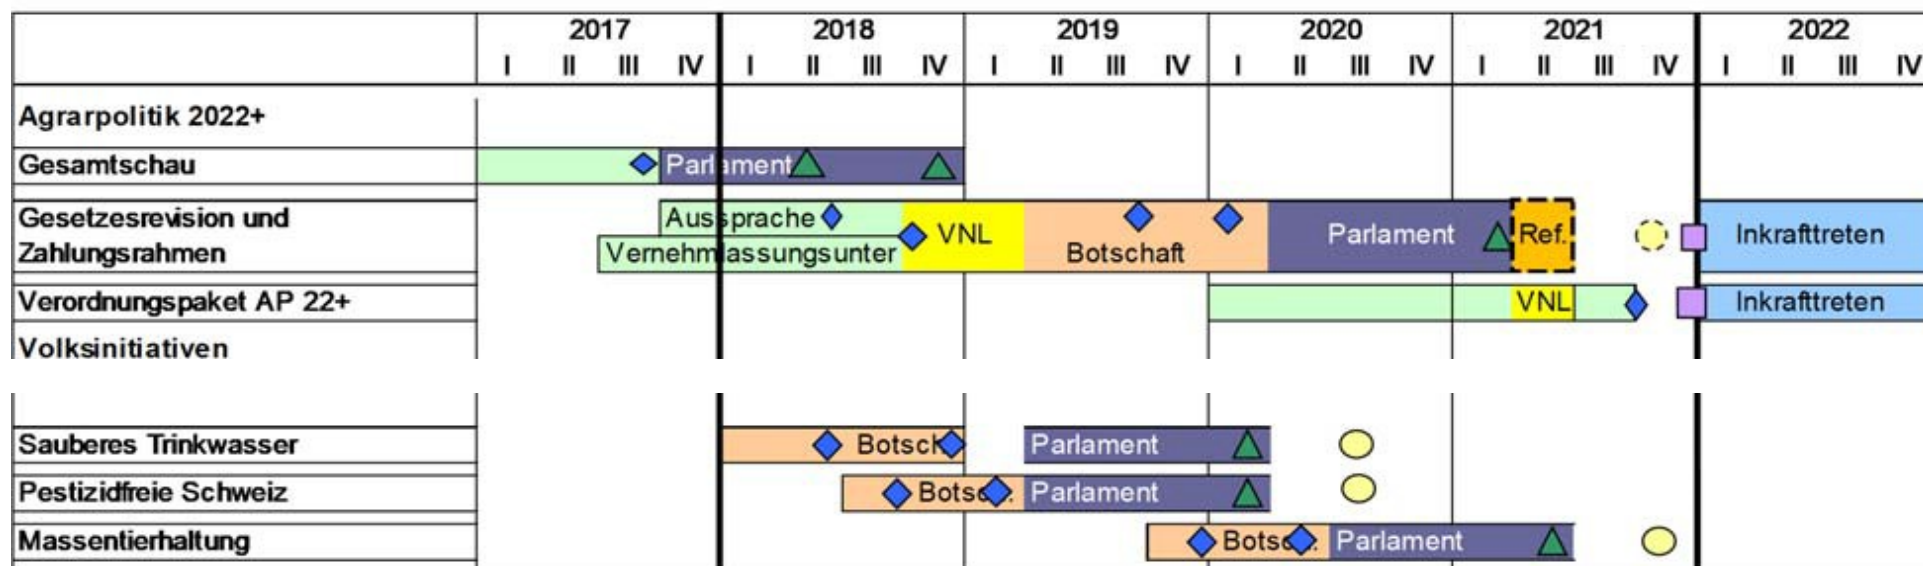 2017 2018 2019 2020 2021 2022
I II III IV I II III IV I II III IV I II III IV I II III IV I II III IV
Agrarpolitik 2022+
Gesamtschau Parlament
Gesetzesrevision und Aussprache
VNL Parlament Ref. Inkrafttreten
Zahlungsrahmen Vernehmlassungsunter Botschaft
Verordnungspaket AP 22+ VNL Inkrafttreten
Volksinitiativen
Sauberes Trinkwasser Botsch Parlament
Pestizidfreie Schweiz Botsch. Parlament
Massentierhaltung Botsch. Parlament